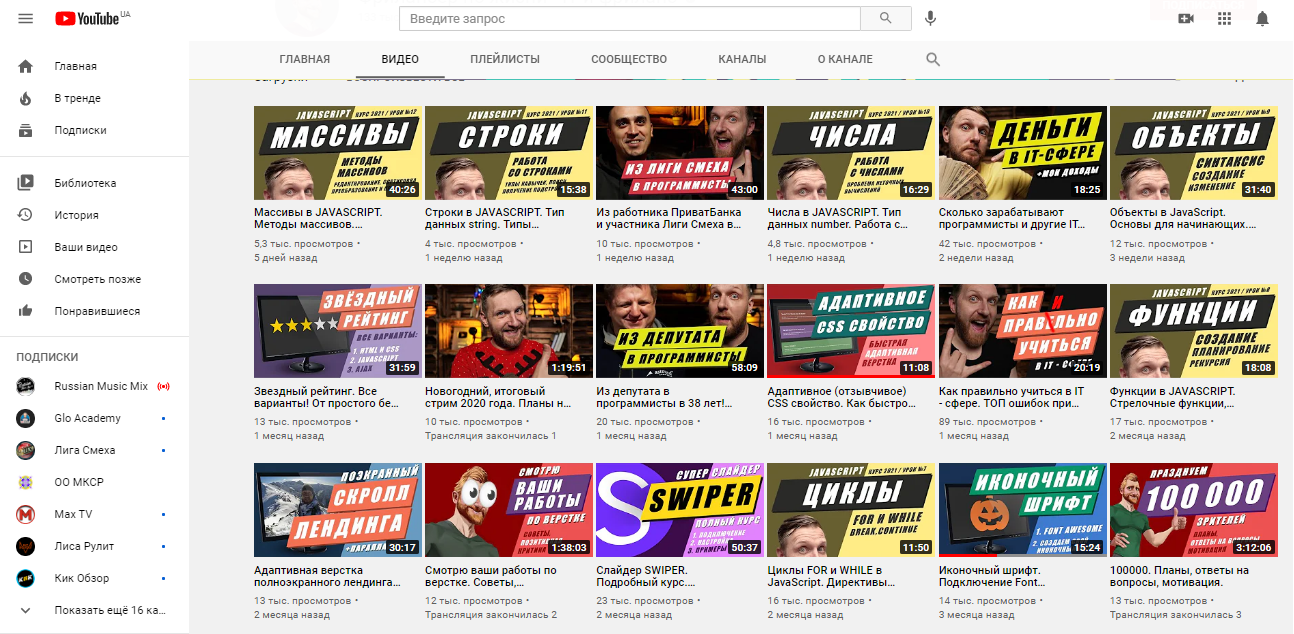 YouTube UA
Введите запрос
ГЛАВНАЯ
ВИДЕО
ПЛЕЙЛИСТЫ
СООБЩЕСТВО
КАНАЛЫ
О КАНАЛЕ
Главная
В тренде
Подписки
Библиотека
История
Ваши видео
Смотреть позже
Понравившиеся
ПОДПИСКИ
Russian Music Mix
Glo Academy
Лига Смеха
ОО МКСР
Max TV
Лиса Рулит
Кик Обзор
Показать ещё 16 ка...
JAVASCRIPT КУРС 2021 / УРОК №12
МАССИВЫ
МЕТОДЫ
МАССИВОВ
40:26
Массивы в JAVASCRIPT.
Методы массивов....
5,3 тыс. просмотров •
5 дней назад
JAVASCRIPT КУРС 2021 / УРОК №11
СТРОКИ
РАБОТА
СО СТРОКАМИ
15:38
Строки в JAVASCRIPT. Тип
данных string. Типы...
4 тыс. просмотров •
1 неделю назад
ИЗ ЛИГИ СМЕХА
В ПРОГРАММИСТЫ
43:00
Из работника ПриватБанка
и участника Лиги Смеха в...
10 тыс. просмотров •
1 неделю назад
JAVASCRIPT КУРС 2021 / УРОК №10
ЧИСЛА
РАБОТА
С ЧИСЛАМИ
16:29
Числа в JAVASCRIPT. Тип
данных number. Работа с...
4,8 тыс. просмотров •
1 неделю назад
ДЕНЬГИ
В IT-СФЕРЕ
+МОИ ДОХОДЫ
18:25
Сколько зарабатывают
программисты и другие IT...
42 тыс. просмотров •
2 недели назад
JAVASCRIPT КУРС 2021 / УРОК №9
ОБЪЕКТЫ
СИНТАКСИС
СОЗДАНИЕ
ИЗМЕНЕНИЕ
31:40
Объекты в JavaScript.
Основы для начинающих....
12 тыс. просмотров •
3 недели назад
ЗВЁЗДНЫЙ
РЕЙТИНГ
ВСЕ ВАРИАНТЫ:
1. HTML И CSS
2. JAVASCRIPT
3. AJAX
31:59
Звездный рейтинг. Все
варианты! От простого бе...
13 тыс. просмотров •
1 месяц назад
1:19:51
Новогодний, итоговый
стрим 2020 года. Планы н...
10 тыс. просмотров •
Трансляция закончилась 1
ИЗ ДЕПУТАТА
В ПРОГРАММИСТЫ
58:09
Из депутата в
программисты в 38 лет!...
20 тыс. просмотров •
1 месяц назад
АДАПТИВНОЕ
CSS СВОЙСТВО
БЫСТРАЯ
АДАПТИВНАЯ
ВЕРСТКА
11:08
Адаптивное (отзывчивое)
CSS свойство. Как быстро...
16 тыс. просмотров •
1 месяц назад
КАК И
ПРАВИЛЬНО
УЧИТЬСЯ
В IT - СФЕРЕ
20:19
Как правильно учиться в IT
- сфере. ТОП ошибок при...
89 тыс. просмотров •
1 месяц назад
JAVASCRIPT КУРС 2021 / УРОК №8
ФУНКЦИИ
СОЗДАНИЕ
ПЛАНИРОВАНИЕ
РЕКУРСИЯ
18:08
Функции в JAVASCRIPT.
Стрелочные функции,...
17 тыс. просмотров •
2 месяца назад
ПОЭКРАННЫЙ
СКРОЛЛ
ЛЕНДИНГА
30:17
Адаптивная верстка
полноэкранного лендинга...
13 тыс. просмотров •
2 месяца назад
СМОТРЮ
ВАШИ
РАБОТЫ
ПО ВЕРСТКЕ
СОВЕТЫ,
1:38:03
Смотрю ваши работы по
верстке. Советы,...
12 тыс. просмотров •
Трансляция закончилась 2
СУПЕР СЛАЙДЕР
SWIPER
ПОЛНЫЙ КУРС
1. ПОДКЛЮЧЕНИЕ
2. НАСТРОЙКА
3. ПРИМЕРЫ
50:37
Слайдер SWIPER.
Подробный курс....
23 тыс. просмотров •
2 месяца назад
JAVASCRIPT КУРС 2021 / УРОК №7
ЦИКЛЫ
FOR И WHILE
BREAK, CONTINUE
11:50
Циклы FOR и WHILE в
JavaScript. Директивы...
16 тыс. просмотров •
2 месяца назад
ИКОНОЧНЫЙ
ШРИФТ
1. FONT AWESOME
2. СОЗДАЕМ СВОЙ
15:24
Иконочный шрифт.
Подключение Font...
14 тыс. просмотров •
3 месяца назад
ПРАЗДНУЕМ
100 000
ЗРИТЕЛЕЙ
ПЛАНЫ,
ОТВЕТЫ НА ВОПРОСЫ
МОТИВАЦИЯ
3:12:06
100000. Планы, ответы на
вопросы, мотивация.
13 тыс. просмотров •
Трансляция закончилась 3